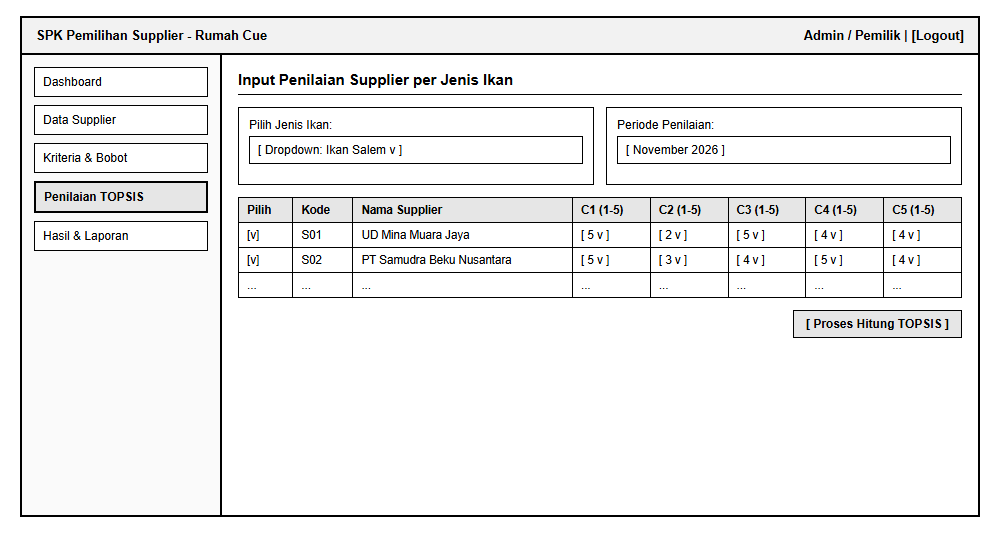 SPK Pemilihan Supplier - Rumah Cue Admin / Pemilik | [Logout]
Dashboard
Data Supplier
Kriteria & Bobot
Penilaian TOPSIS
Hasil & Laporan
Input Penilaian Supplier per Jenis Ikan
Pilih Jenis Ikan:
[ Dropdown: Ikan Salem v ]
Periode Penilaian:
[ November 2026 ]
Pilih Kode Nama Supplier C1 (1-5) C2 (1-5) C3 (1-5) C4 (1-5) C5 (1-5)
[v] S01 UD Mina Muara Jaya [ 5 v ] [ 2 v ] [ 5 v ] [ 4 v ] [ 4 v ]
[v] S02 PT Samudra Beku Nusantara [ 5 v ] [ 3 v ] [ 4 v ] [ 5 v ] [ 4 v ]
... ... ... ... ... ... ... ...
[ Proses Hitung TOPSIS ]